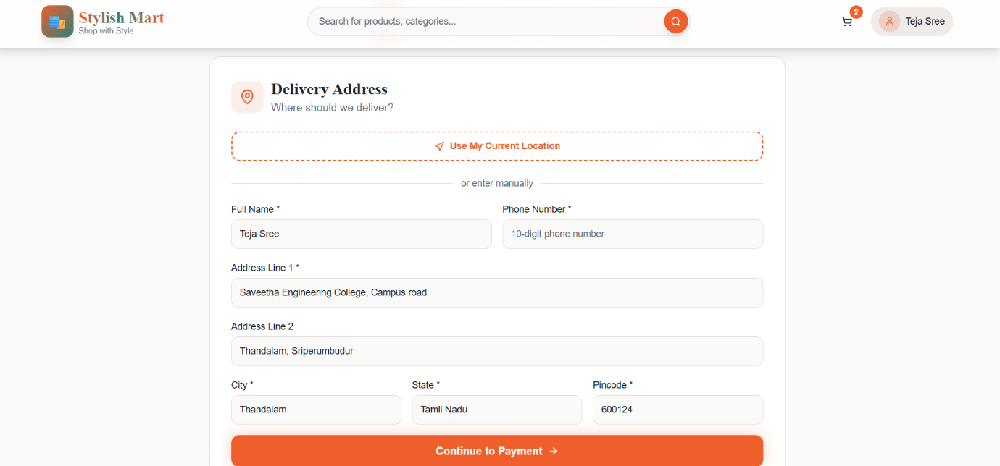 Stylish Mart
Shop with Style
Search for products, categories...
2
Teja Sree
Delivery Address
Where should we deliver?
Use My Current Location
or enter manually
Full Name *
Phone Number *
Teja Sree
10-digit phone number
Address Line 1 *
Saveetha Engineering College, Campus road
Address Line 2
Thandalam, Sriperumbudur
City *
State *
Pincode *
Thandalam
Tamil Nadu
600124
Continue to Payment →